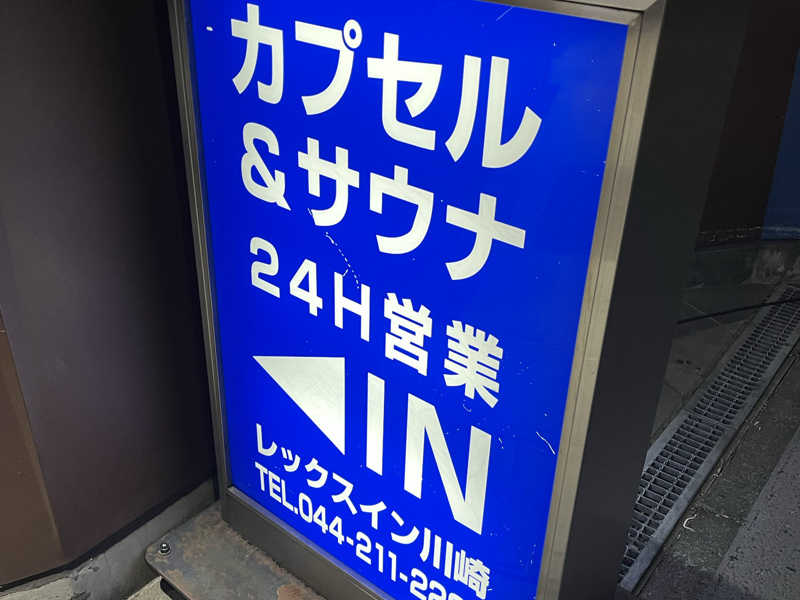 カプセル
&サウナ
24H営業
◀IN
レックスイン川崎
TEL.044-211-22